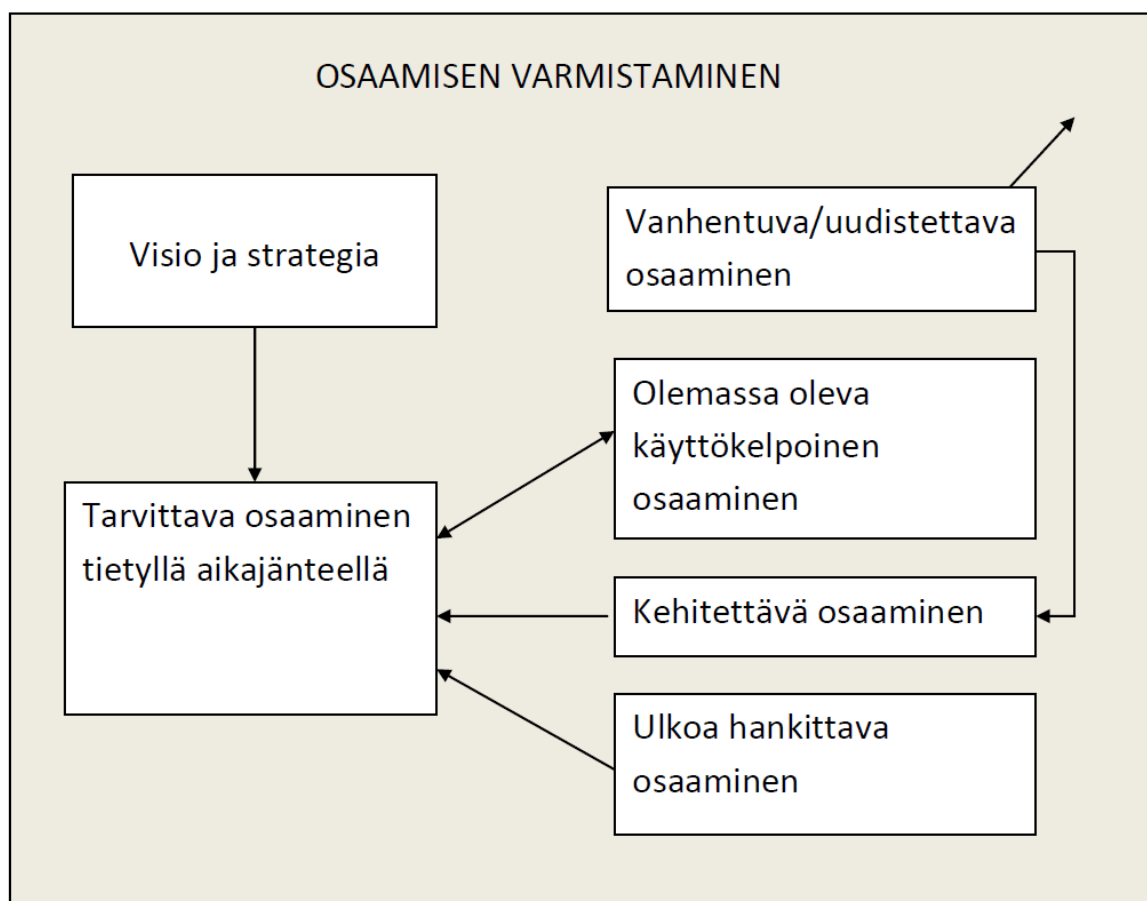 OSAAMISEN VARMISTAMINEN
Visio ja strategia
Tarvittava osaaminen
tietyllä aikajänteellä
Vanhentuva/uudistettava
osaaminen
Olemassa oleva
käyttökelpoinen
osaaminen
Kehitettävä osaaminen
Ulkoa hankittava
osaaminen